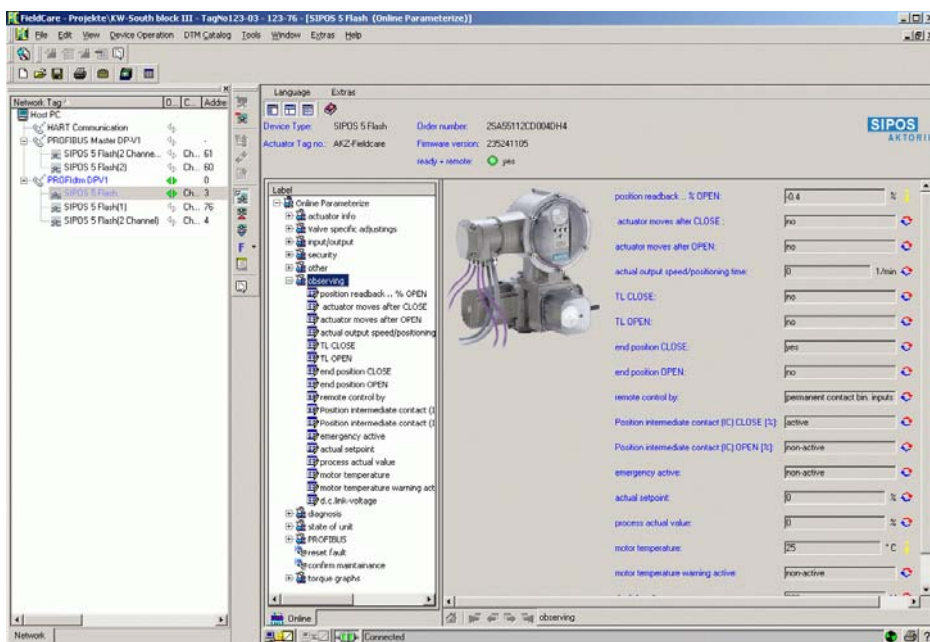 FieldCare - Projekte\KW-South block III - TagNo123-03 - 123-76 - [SIPOS 5 Flash (Online Parameterize)]
File Edit View Device Operation DTM Catalog Tools Window Extras Help
Network Tag O... C... Addre
Host PC
HART Communication
PROFIBUS Master DP-V1 -
SIPOS 5 Flash(2 Channe... Ch... 61
SIPOS 5 Flash(2) Ch... 60
PROFIdtm DPV1 0
SIPOS 5 Flash Ch... 3
SIPOS 5 Flash(1) Ch... 76
SIPOS 5 Flash(2 Channel) Ch... 4
Network
F
Language Extras
Device Type: SIPOS 5 Flash Order number: 2SA55112CD004DH4
Actuator Tag no.: AKZ-Fieldcare Firmware version: 235241105
ready + remote: yes
SIPOS
AKTORIK
Label
Online Parameterize
actuator info
Valve specific adjustings
input/output
security
other
observing
position readback ... % OPEN
actuator moves after CLOSE
actuator moves after OPEN
actual output speed/positioning
TL CLOSE
TL OPEN
end position CLOSE
end position OPEN
remote control by
Position intermediate contact (I
Position intermediate contact (I
emergency active
actual setpoint
process actual value
motor temperature
motor temperature warning act
d.c.link-voltage
diagnosis
state of unit
PROFIBUS
reset fault
confirm maintainance
torque graphs
Online
position readback ... % OPEN: -0.4 %
actuator moves after CLOSE : no
actuator moves after OPEN: no
actual output speed/positioning time: 0 1/min
TL CLOSE: no
TL OPEN: no
end position CLOSE: yes
end position OPEN: no
remote control by: permanent contact bin. inputs
Position intermediate contact (IC) CLOSE [%]: active
Position intermediate contact (IC) OPEN [%]: non-active
emergency active: non-active
actual setpoint: 0 %
process actual value: 0 %
motor temperature: 25 °C
motor temperature warning active: non-active
observing
Connected